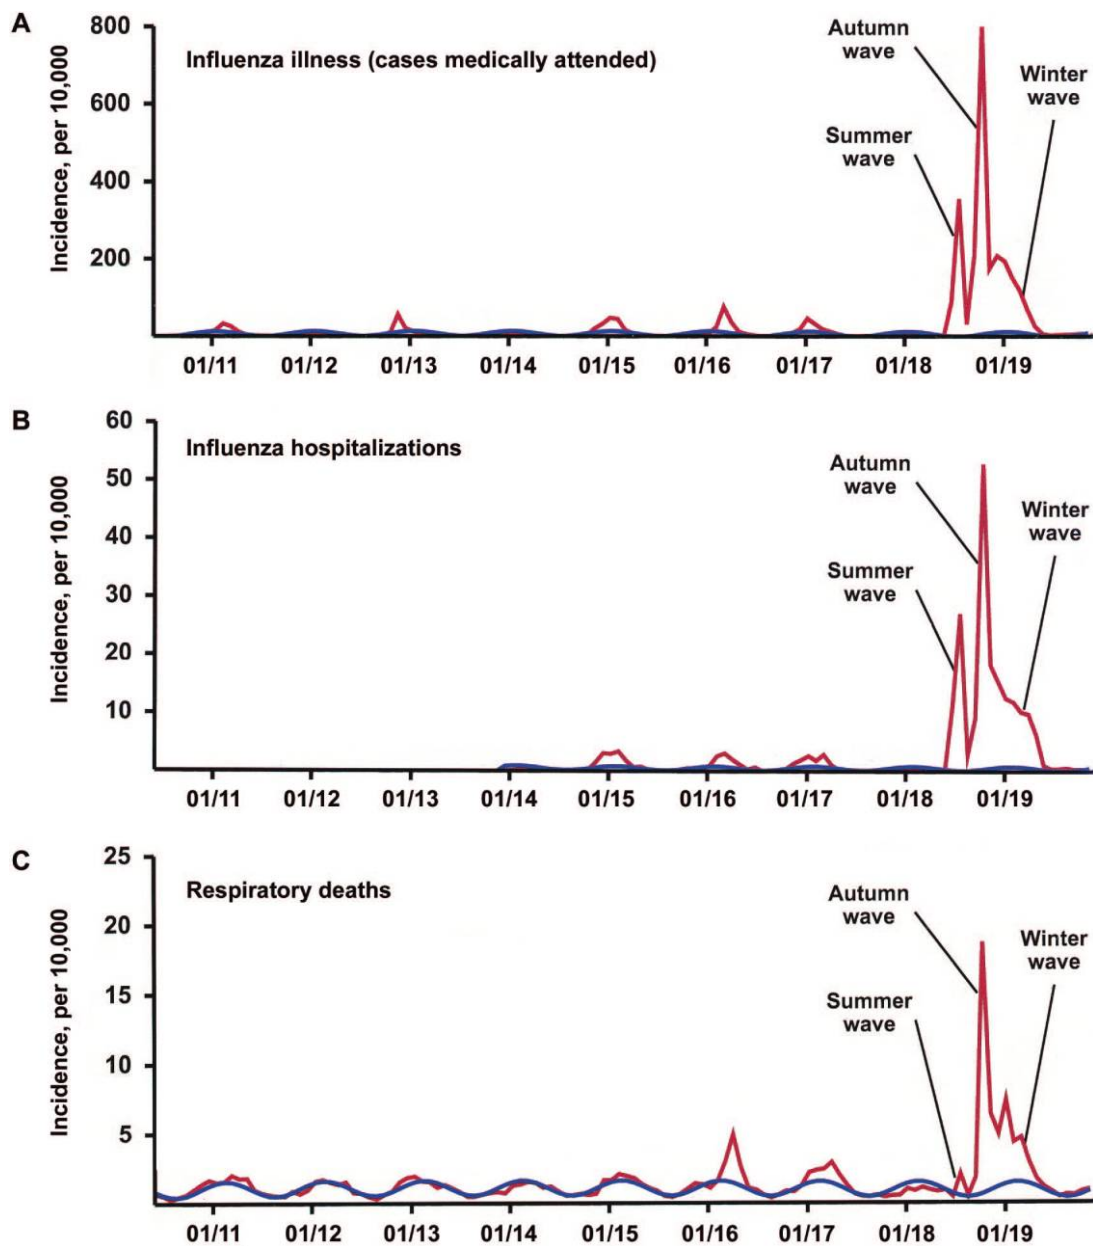 A
Influenza illness (cases medically attended)
Incidence, per 10,000
800
600
400
200
Autumn
wave
Winter
wave
Summer
wave
01/11 01/12 01/13 01/14 01/15 01/16 01/17 01/18 01/19
B
Influenza hospitalizations
Incidence, per 10,000
60
50
40
30
20
10
Autumn
wave
Winter
wave
Summer
wave
01/11 01/12 01/13 01/14 01/15 01/16 01/17 01/18 01/19
C
Respiratory deaths
Incidence, per 10,000
25
20
15
10
5
Autumn
wave
Winter
wave
Summer
wave
01/11 01/12 01/13 01/14 01/15 01/16 01/17 01/18 01/19